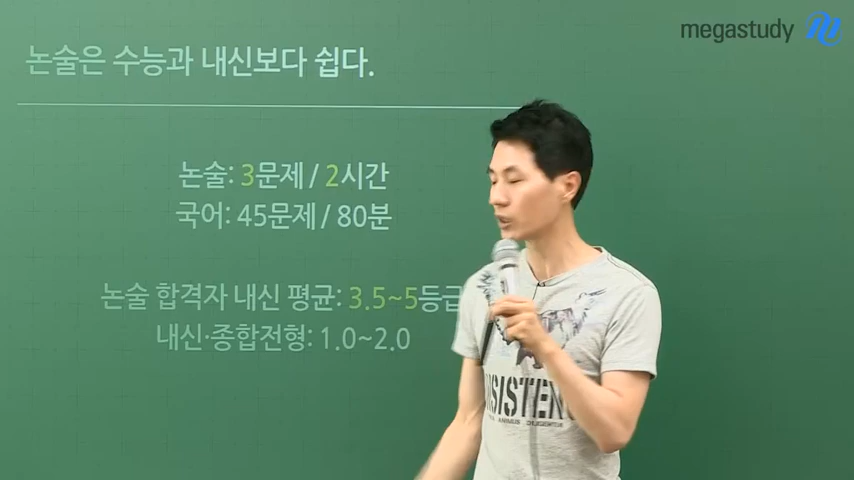 megastudy
논술은 수능과 내신보다 쉽다.
논술: 3문제 / 2시간
국어: 45문제 / 80분
논술 합격자 내신 평균: 3.5~5등급
내신·종합전형: 1.0~2.0
SISTEN
ANIMUS